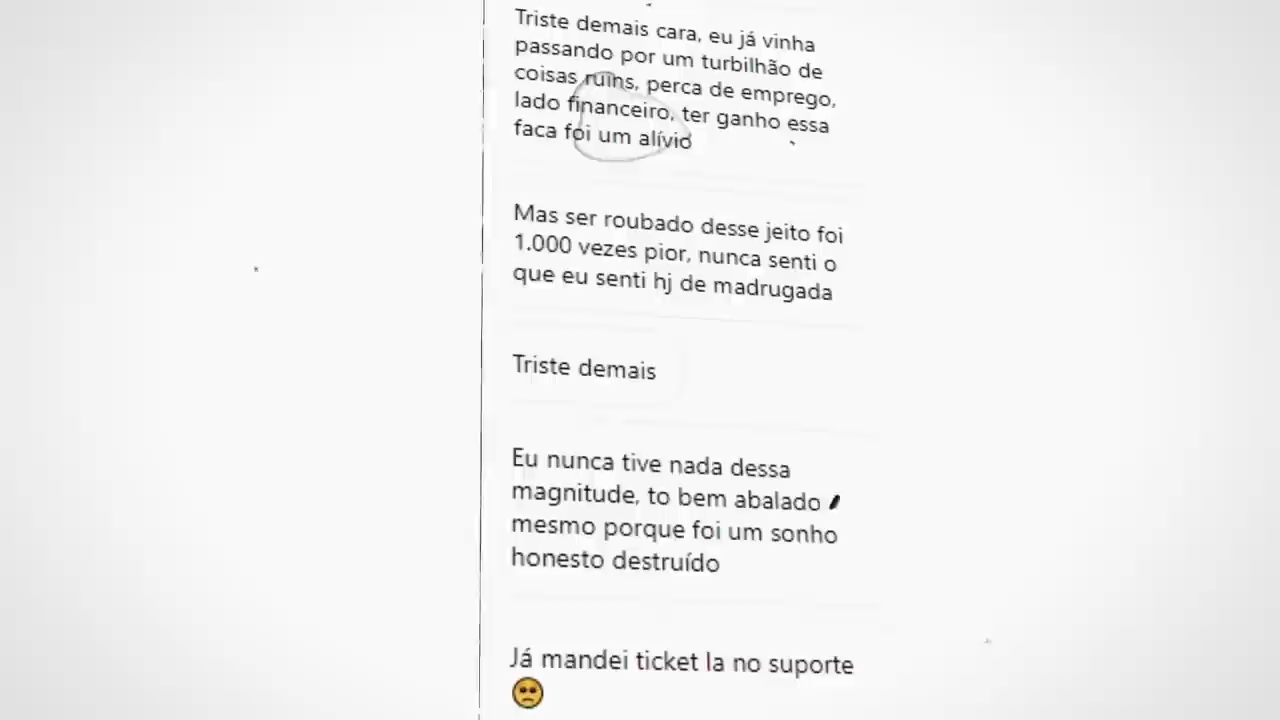 Triste demais cara, eu já vinha
passando por um turbilhão de
coisas ruins, perca de emprego,
lado financeiro, ter ganho essa
faca foi um alívio
Mas ser roubado desse jeito foi
1.000 vezes pior, nunca senti o
que eu senti hj de madrugada
Triste demais
Eu nunca tive nada dessa
magnitude, to bem abalado
mesmo porque foi um sonho
honesto destruído
Já mandei ticket la no suporte